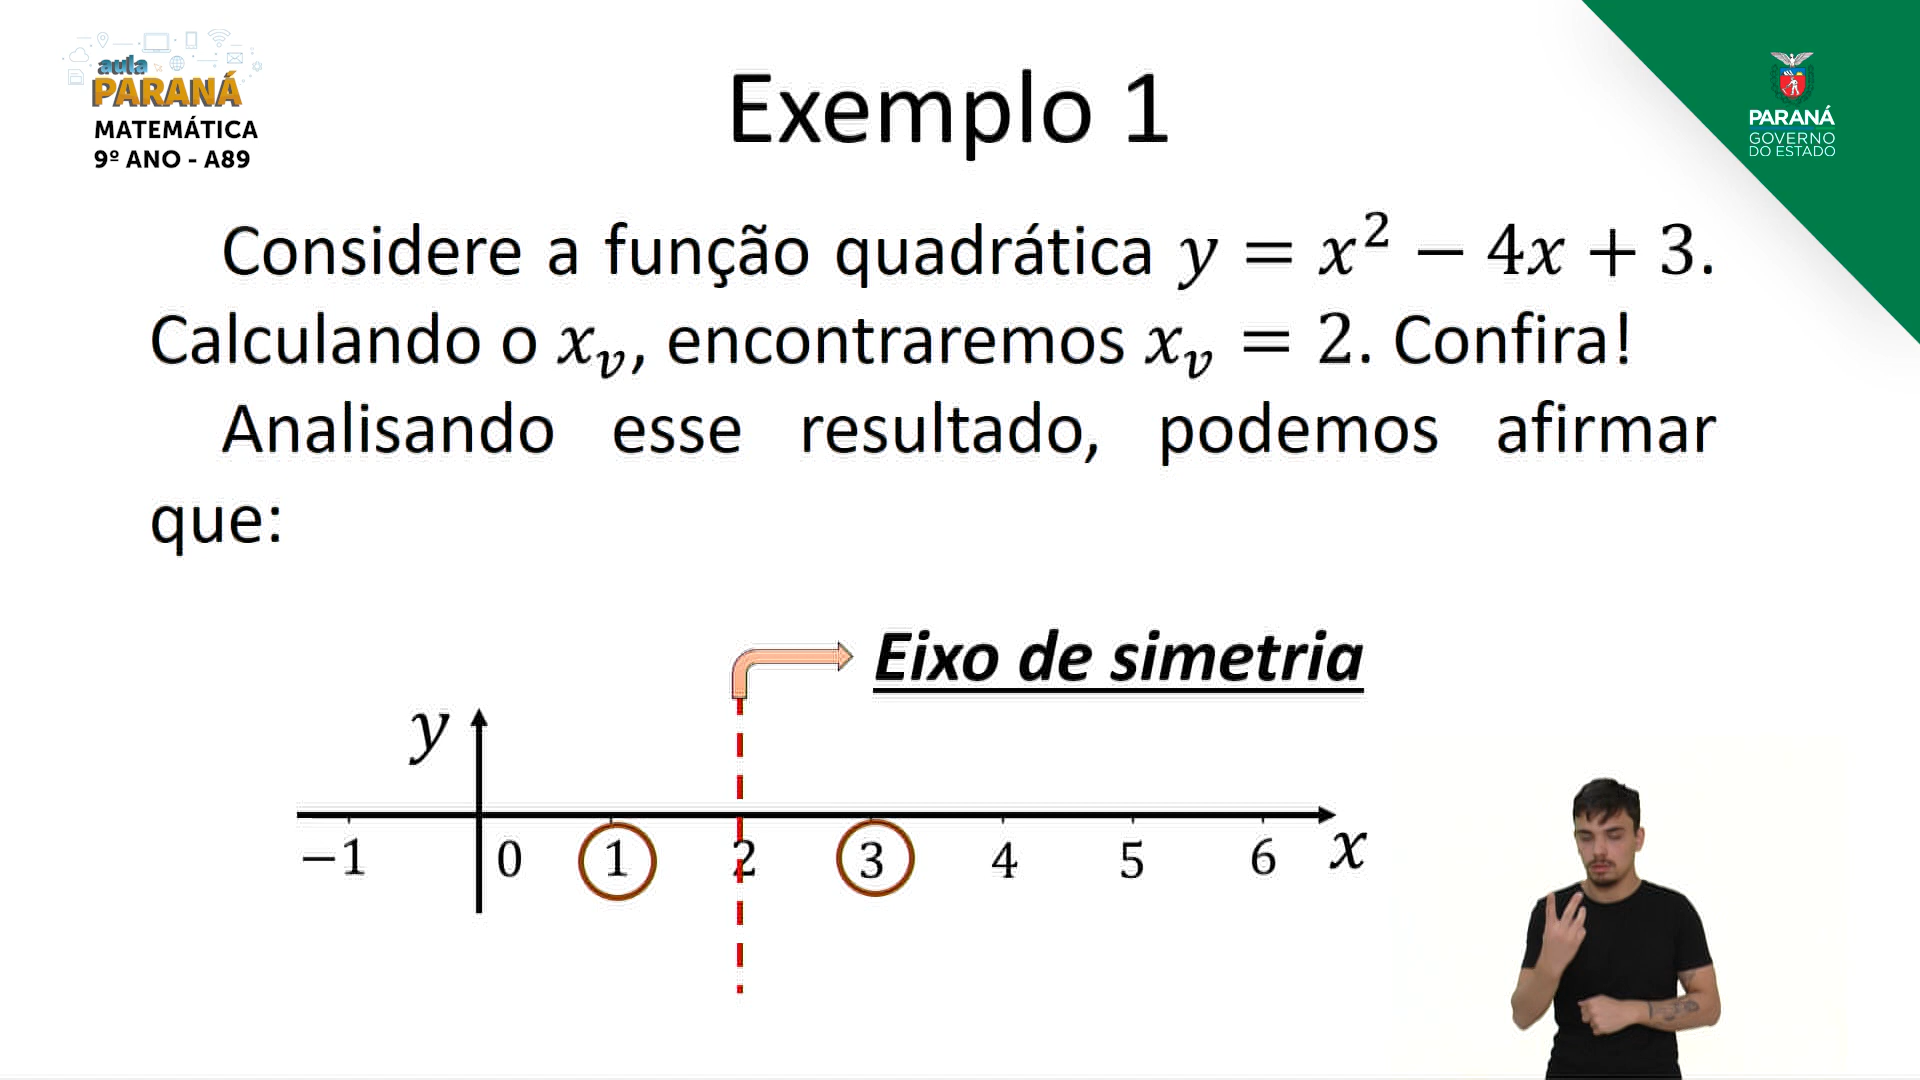 aula
PARANÁ
MATEMÁTICA
9º ANO - A89
Exemplo 1
PARANÁ
GOVERNO
DO ESTADO
Considere a função quadrática y = x² − 4x + 3.
Calculando o xᵥ, encontraremos xᵥ = 2. Confira!
Analisando esse resultado, podemos afirmar
que:
Eixo de simetria
y
−1 0 1 2 3 4 5 6 x